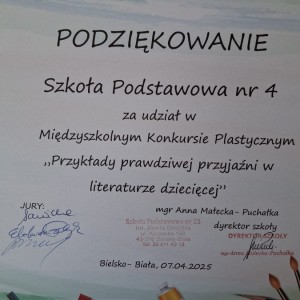 PODZIĘKOWANIE
Szkoła Podstawowa nr 4
za udział w
Międzyszkolnym Konkursie Plastycznym
„Przykłady prawdziwej przyjaźni w
literaturze dziecięcej”
mgr Anna Małecka- Puchałka
JURY:
dyrektor szkoły
DYREKTOR SZKOŁY
Bielsko- Biała, 07.04.2025